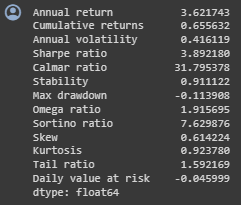 Annual return 3.621743
Cumulative returns 0.655632
Annual volatility 0.416119
Sharpe ratio 3.892180
Calmar ratio 31.795378
Stability 0.911122
Max drawdown -0.113908
Omega ratio 1.915695
Sortino ratio 7.629876
Skew 0.614224
Kurtosis 0.923780
Tail ratio 1.592169
Daily value at risk -0.045999
dtype: float64